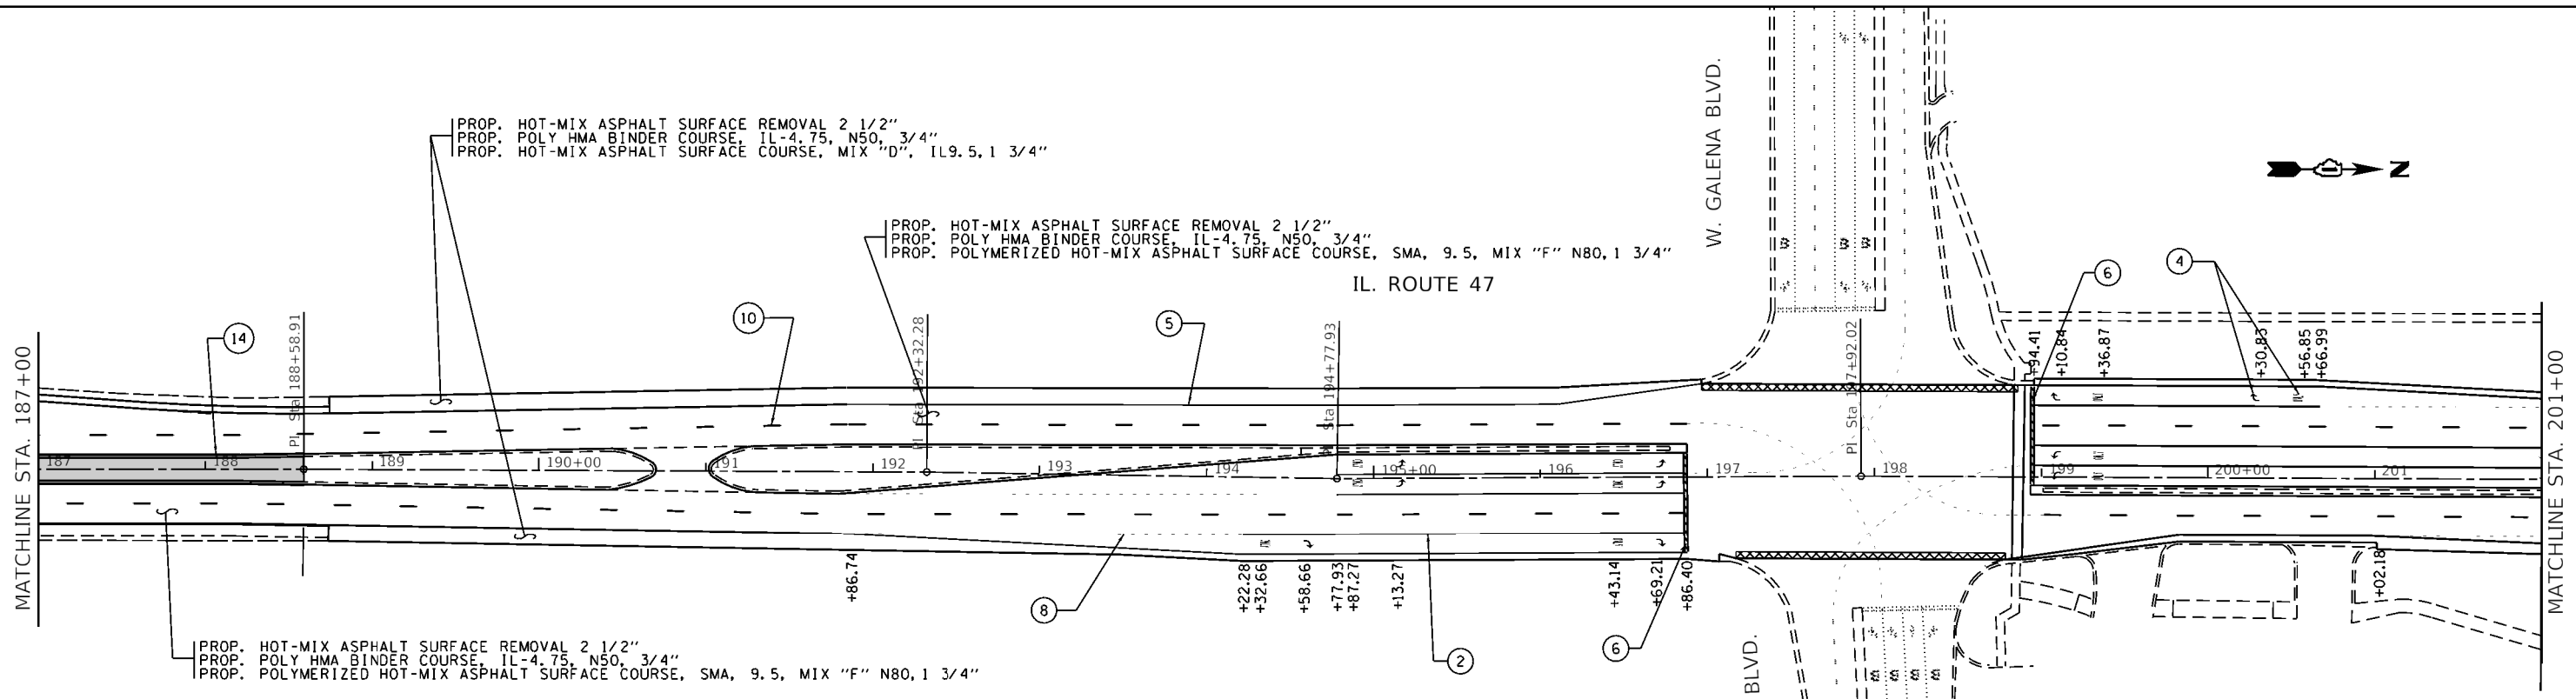 PROP. HOT-MIX ASPHALT SURFACE REMOVAL 2 1/2"
PROP. POLY HMA BINDER COURSE, IL-4.75, N50, 3/4"
PROP. HOT-MIX ASPHALT SURFACE COURSE, MIX "D", IL9.5, 1 3/4"
PROP. HOT-MIX ASPHALT SURFACE REMOVAL 2 1/2"
PROP. POLY HMA BINDER COURSE, IL-4.75, N50, 3/4"
PROP. POLYMERIZED HOT-MIX ASPHALT SURFACE COURSE, SMA, 9.5, MIX "F" N80, 1 3/4"
IL. ROUTE 47
W. GALENA BLVD.
N
6
4
14
10
5
MATCHLINE STA. 187+00
PI Sta 188+58.91
PI Sta 192+32.28
PI Sta 194+77.93
PI Sta 197+92.02
+94.41
+10.84
+36.87
+30.83
+56.85
+66.99
MATCHLINE STA. 201+00
187
188
189
190+00
191
192
193
194
195+00
196
197
198
199
200+00
201
+86.74
+22.28
+32.66
+58.66
+77.93
+87.27
+13.27
+43.14
+69.21
+86.40
+02.18
8
2
6
BLVD.
PROP. HOT-MIX ASPHALT SURFACE REMOVAL 2 1/2"
PROP. POLY HMA BINDER COURSE, IL-4.75, N50, 3/4"
PROP. POLYMERIZED HOT-MIX ASPHALT SURFACE COURSE, SMA, 9.5, MIX "F" N80, 1 3/4"